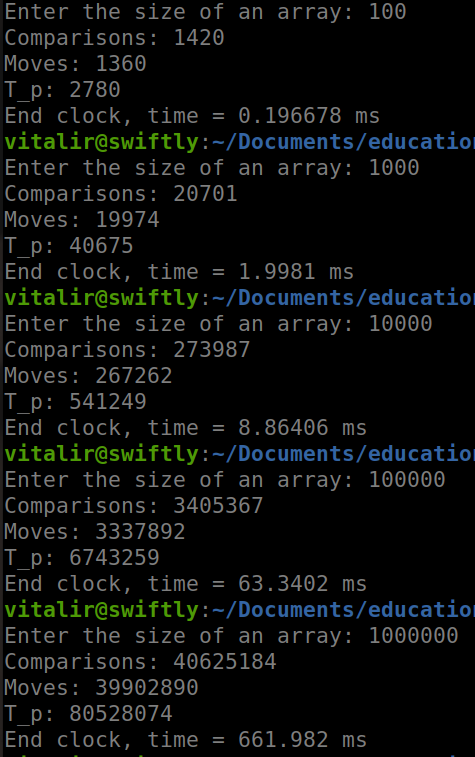 Enter the size of an array: 100
Comparisons: 1420
Moves: 1360
T_p: 2780
End clock, time = 0.196678 ms
vitalir@swiftly:~/Documents/education
Enter the size of an array: 1000
Comparisons: 20701
Moves: 19974
T_p: 40675
End clock, time = 1.9981 ms
vitalir@swiftly:~/Documents/education
Enter the size of an array: 10000
Comparisons: 273987
Moves: 267262
T_p: 541249
End clock, time = 8.86406 ms
vitalir@swiftly:~/Documents/education
Enter the size of an array: 100000
Comparisons: 3405367
Moves: 3337892
T_p: 6743259
End clock, time = 63.3402 ms
vitalir@swiftly:~/Documents/education
Enter the size of an array: 1000000
Comparisons: 40625184
Moves: 39902890
T_p: 80528074
End clock, time = 661.982 ms